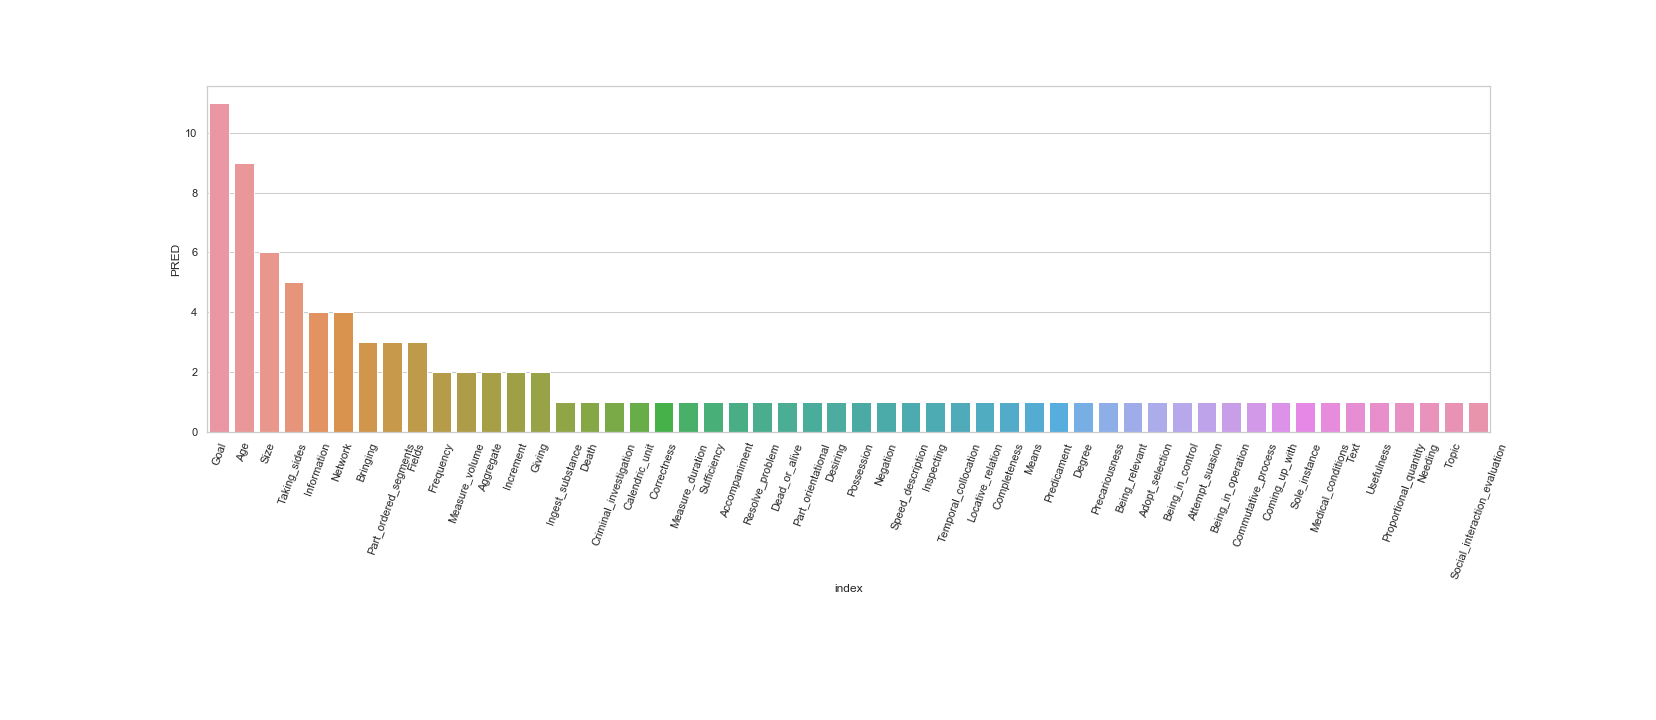 10
8
6
4
2
0
PRED
Goal
Age
Size
Taking_sides
Information
Network
Bringing
Part_ordered_segments
Fields
Frequency
Measure_volume
Aggregate
Increment
Giving
Ingest_substance
Death
Criminal_investigation
Calendric_unit
Correctness
Measure_duration
Sufficiency
Accompaniment
Resolve_problem
Dead_or_alive
Part_orientational
Desiring
Possession
Negation
Speed_description
Inspecting
Temporal_collocation
Locative_relation
Completeness
Means
Predicament
Degree
Precariousness
Being_relevant
Adopt_selection
Being_in_control
Attempt_suasion
Being_in_operation
Commutative_process
Coming_up_with
Sole_instance
Medical_conditions
Text
Usefulness
Proportional_quantity
Needing
Topic
Social_interaction_evaluation
index